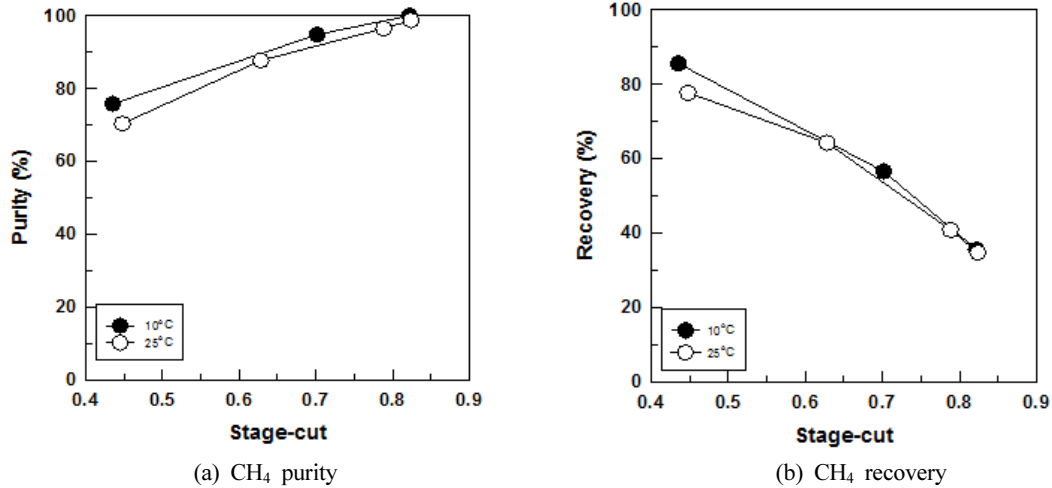 100
80
60
40
20
0
Purity (%)
10°C
25°C
0.4 0.5 0.6 0.7 0.8 0.9
Stage-cut
(a) CH₄ purity
100
80
60
40
20
0
Recovery (%)
10°C
25°C
0.4 0.5 0.6 0.7 0.8 0.9
Stage-cut
(b) CH₄ recovery